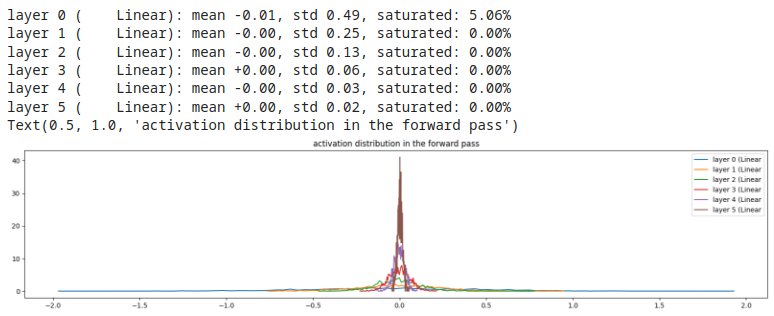 layer 0 (    Linear): mean -0.01, std 0.49, saturated: 5.06%
layer 1 (    Linear): mean -0.00, std 0.25, saturated: 0.00%
layer 2 (    Linear): mean -0.00, std 0.13, saturated: 0.00%
layer 3 (    Linear): mean +0.00, std 0.06, saturated: 0.00%
layer 4 (    Linear): mean -0.00, std 0.03, saturated: 0.00%
layer 5 (    Linear): mean +0.00, std 0.02, saturated: 0.00%
Text(0.5, 1.0, 'activation distribution in the forward pass')
activation distribution in the forward pass
40
30
20
10
0
layer 0 (Linear
layer 1 (Linear
layer 2 (Linear
layer 3 (Linear
layer 4 (Linear
layer 5 (Linear
−2.0 −1.5 −1.0 −0.5 0.0 0.5 1.0 1.5 2.0